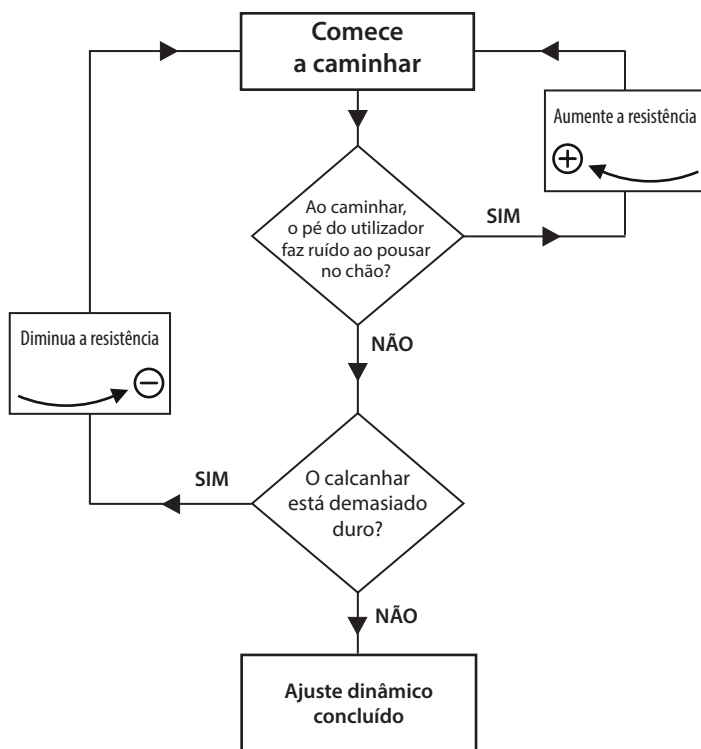 Comece
a caminhar
Aumente a resistência
Ao caminhar,
o pé do utilizador
faz ruído ao pousar
no chão?
SIM
NÃO
Diminua a resistência
SIM
O calcanhar
está demasiado
duro?
NÃO
Ajuste dinâmico
concluído